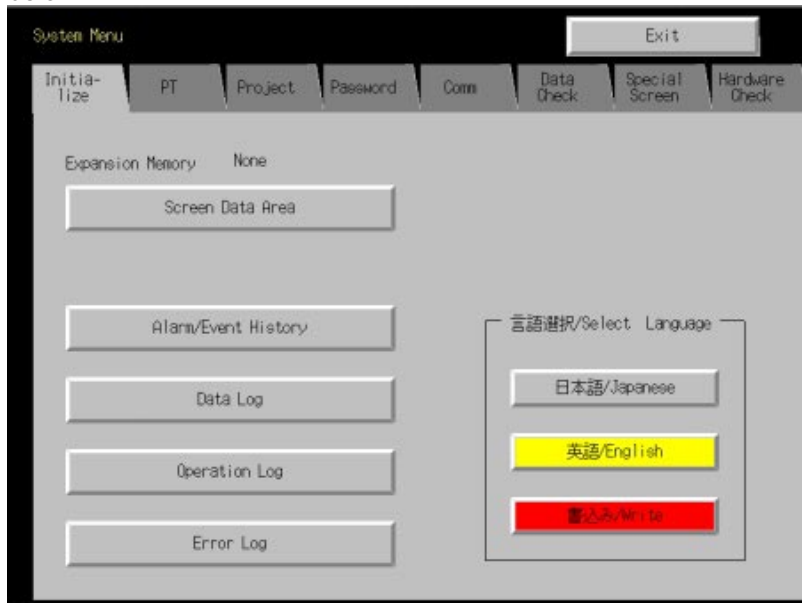 System Menu
Exit
Initia-
lize
PT
Project
Password
Comm
Data
Check
Special
Screen
Hardware
Check
Expansion Memory None
Screen Data Area
Alarm/Event History
言語選択/Select Language
Data Log
日本語/Japanese
英語/English
Operation Log
書込み/Write
Error Log